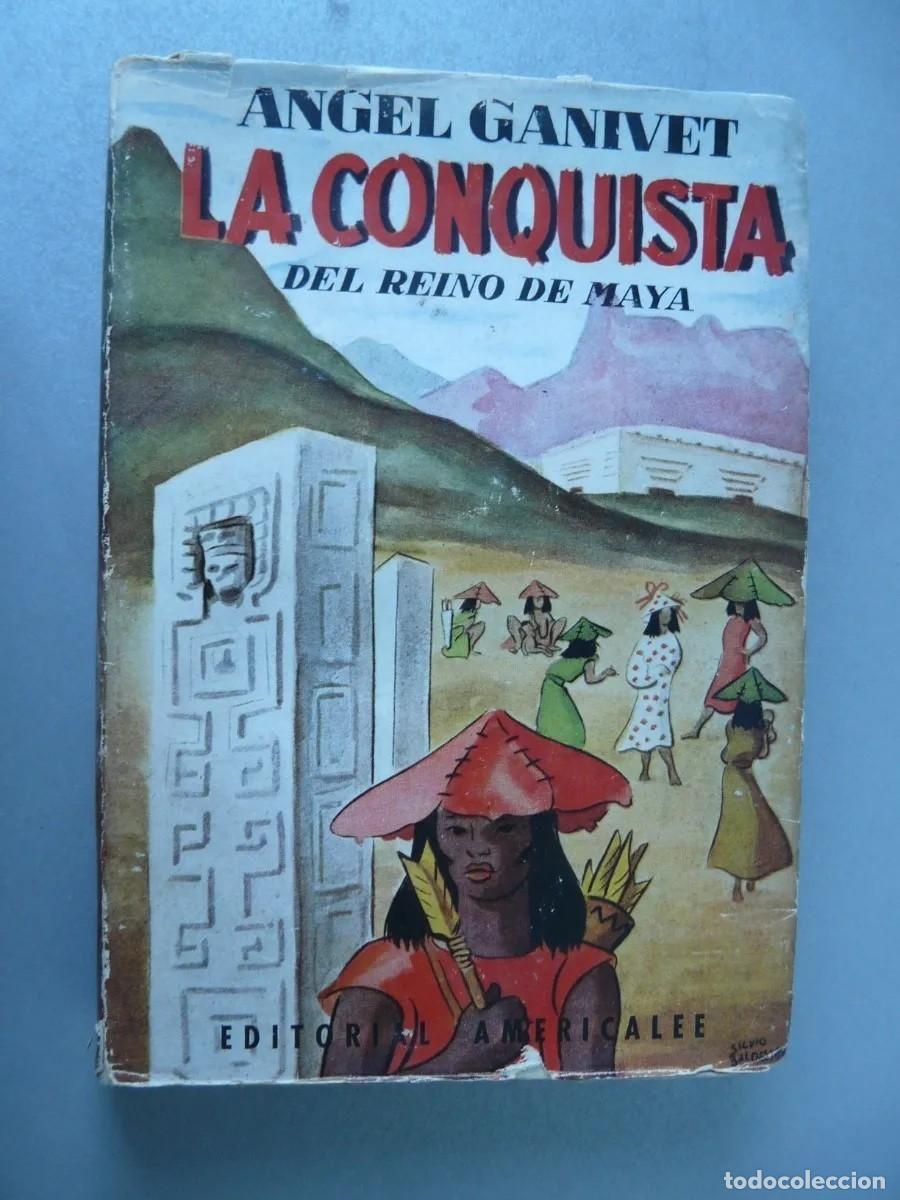 ANGEL GANIVET
LA CONQUISTA
DEL REINO DE MAYA
EDITORIAL AMERICALEE
SILVIO
todocoleccion